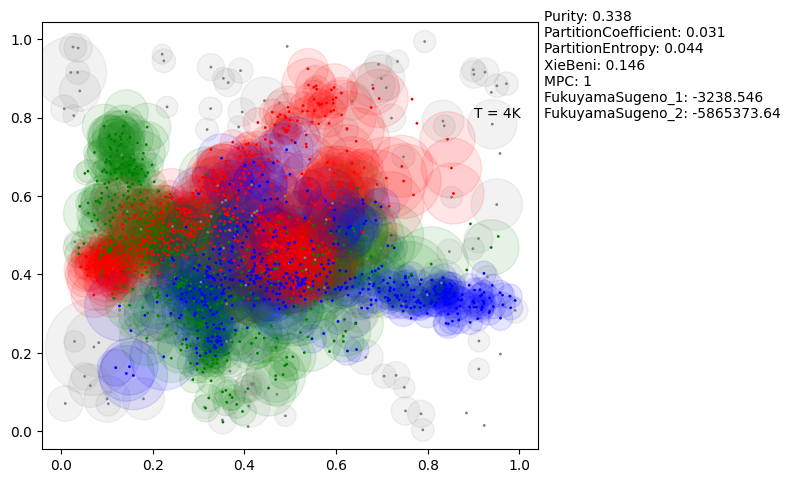 Purity: 0.338
PartitionCoefficient: 0.031
PartitionEntropy: 0.044
XieBeni: 0.146
MPC: 1
FukuyamaSugeno_1: -3238.546
FukuyamaSugeno_2: -5865373.64
T = 4K
1.0
0.8
0.6
0.4
0.2
0.0
0.0 0.2 0.4 0.6 0.8 1.0